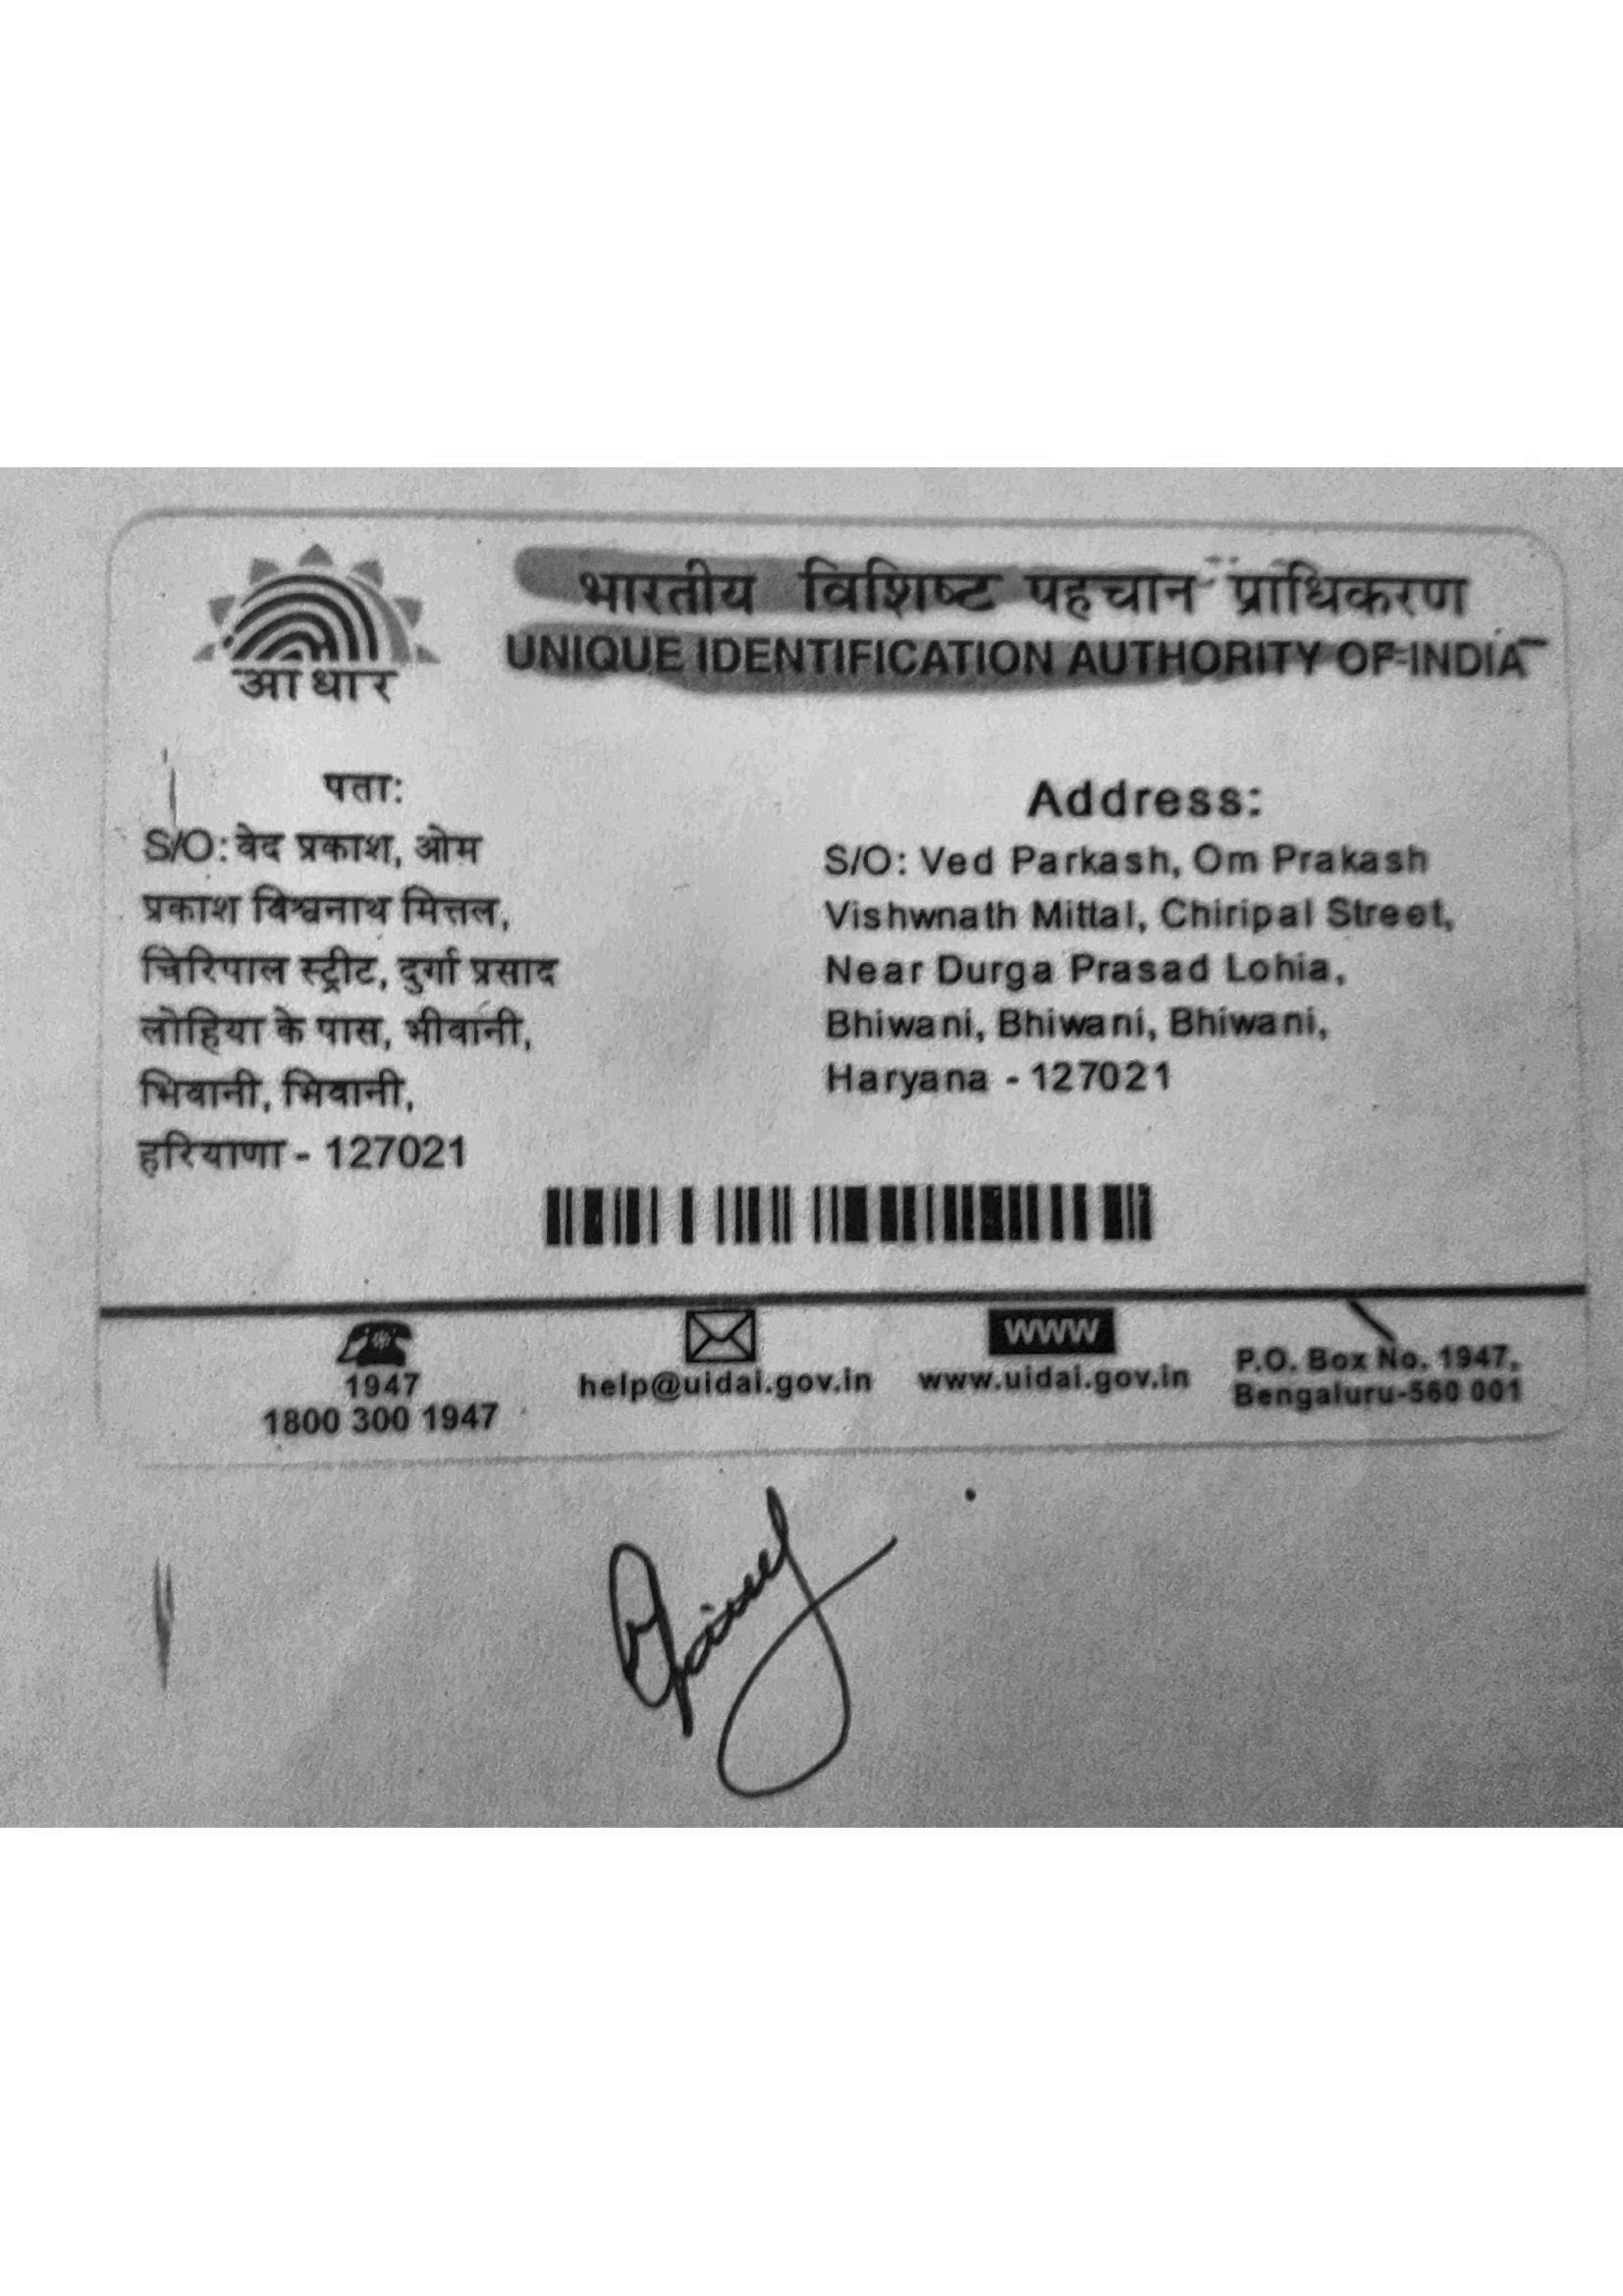 भारतीय विशिष्ट पहचान प्राधिकरण
UNIQUE IDENTIFICATION AUTHORITY OF INDIA
आधार
पता:
S/O: वेद प्रकाश, ओम
प्रकाश विश्वनाथ मित्तल,
चिरिपाल स्ट्रीट, दुर्गा प्रसाद
लोहिया के पास, भीवानी,
भिवानी, भिवानी,
हरियाणा - 127021
Address:
S/O: Ved Parkash, Om Prakash
Vishwnath Mittal, Chiripal Street,
Near Durga Prasad Lohia,
Bhiwani, Bhiwani, Bhiwani,
Haryana - 127021
1947
1800 300 1947
help@uidai.gov.in
www
www.uidai.gov.in
P.O. Box No. 1947,
Bengaluru-560 001